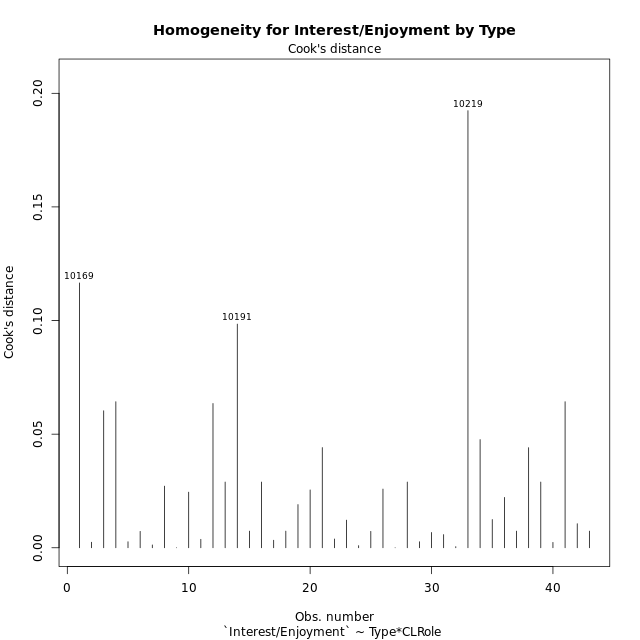 Homogeneity for Interest/Enjoyment by Type
Cook's distance
10219
10169
10191
Cook's distance
0.20
0.15
0.10
0.05
0.00
0 10 20 30 40
Obs. number
`Interest/Enjoyment` ~ Type*CLRole